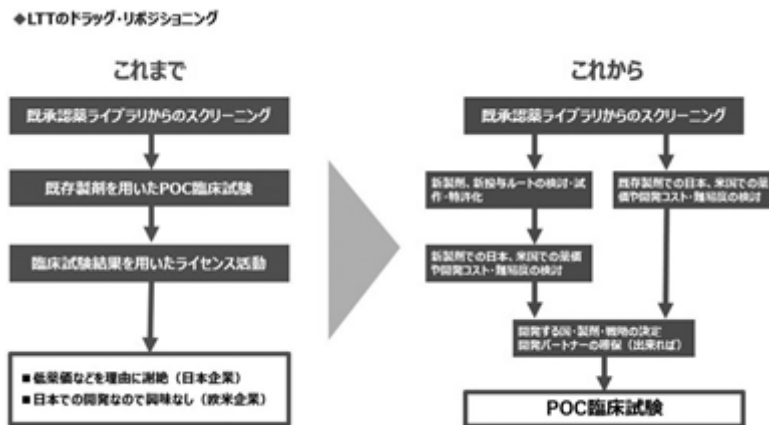 ◆LTTのドラッグ・リポジショニング
これまで
既承認薬ライブラリからのスクリーニング
既存製剤を用いたPOC臨床試験
臨床試験結果を用いたライセンス活動
■低薬価などを理由に謝絶(日本企業)
■日本での開発なので興味なし(欧米企業)
これから
既承認薬ライブラリからのスクリーニング
新製剤、新投与ルートの検討・試
作・特許化
新製剤での日本、米国での薬価
や開発コスト・難易度の検討
既存製剤での日本、米国での薬
価や開発コスト・難易度の検討
開発する国・製剤・戦略の決定
開発パートナーの確保(出来れば)
POC臨床試験